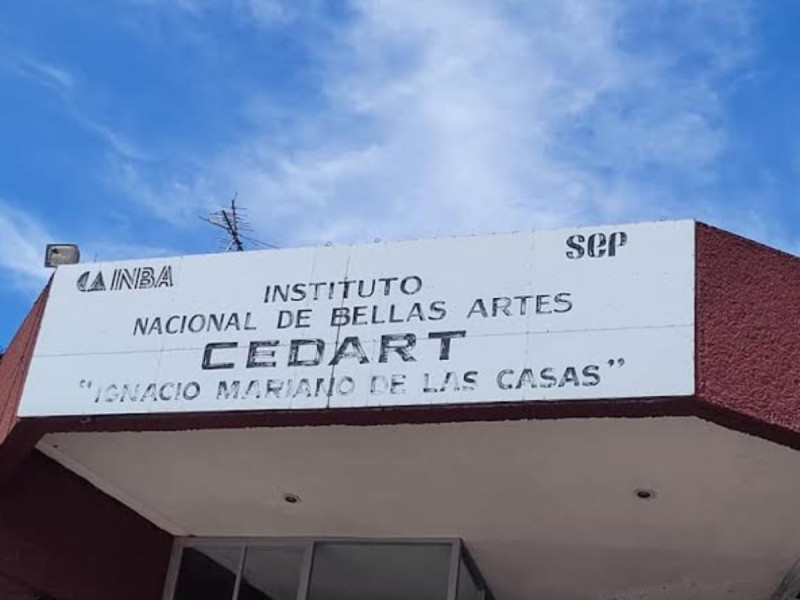 INBA
SEP
INSTITUTO
NACIONAL DE BELLAS ARTES
CEDART
"IGNACIO MARIANO DE LAS CASAS"